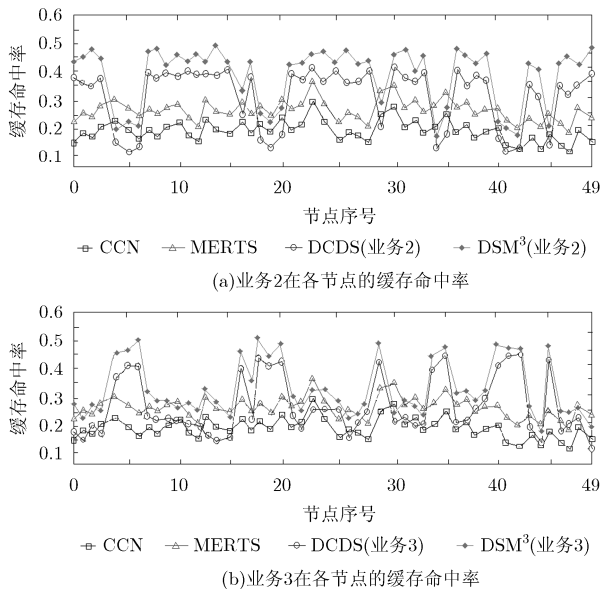 0.6
0.5
0.4
0.3
0.2
0.1
缓存命中率
0 10 20 30 40 49
节点序号
CCN MERTS DCDS(业务2) DSM³(业务2)
(a)业务2在各节点的缓存命中率
0.6
0.5
0.4
0.3
0.2
0.1
缓存命中率
0 10 20 30 40 49
节点序号
CCN MERTS DCDS(业务3) DSM³(业务3)
(b)业务3在各节点的缓存命中率